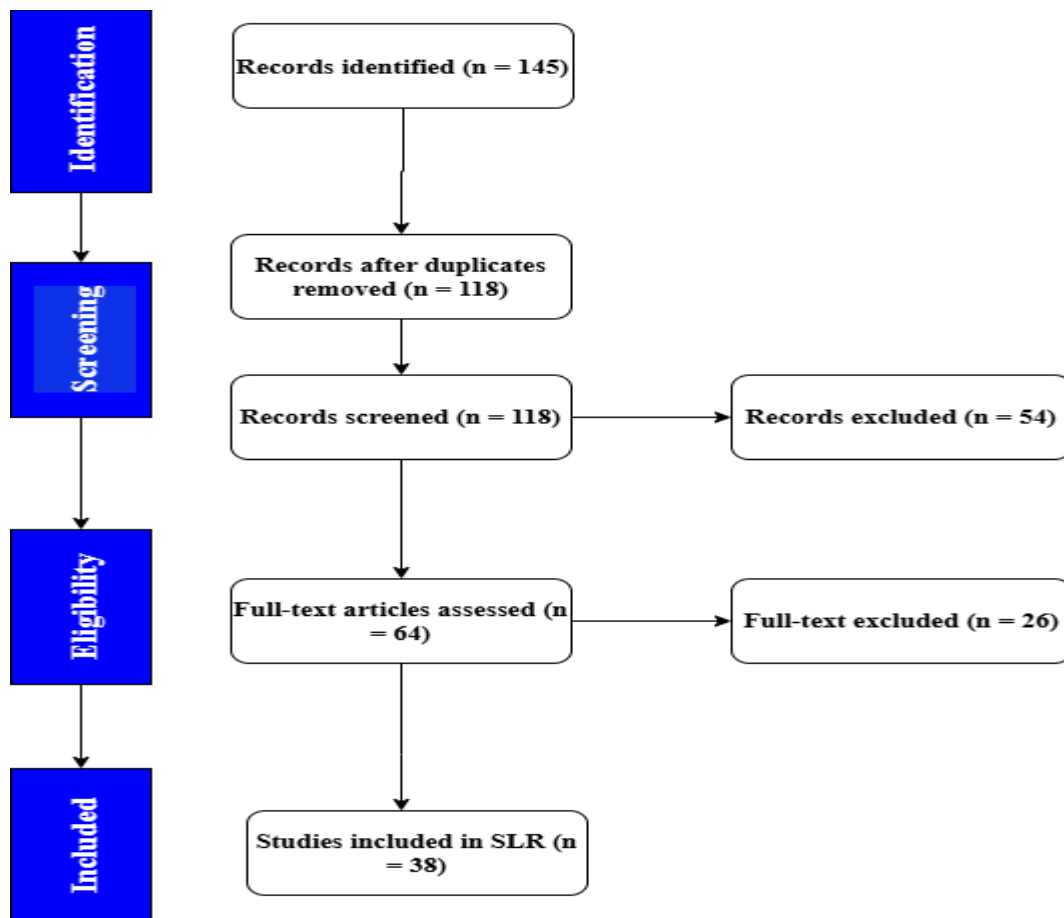 Identification
Records identified (n = 145)
Screening
Records after duplicates
removed (n = 118)
Records screened (n = 118)
Records excluded (n = 54)
Eligibility
Full-text articles assessed (n
= 64)
Full-text excluded (n = 26)
Included
Studies included in SLR (n
= 38)